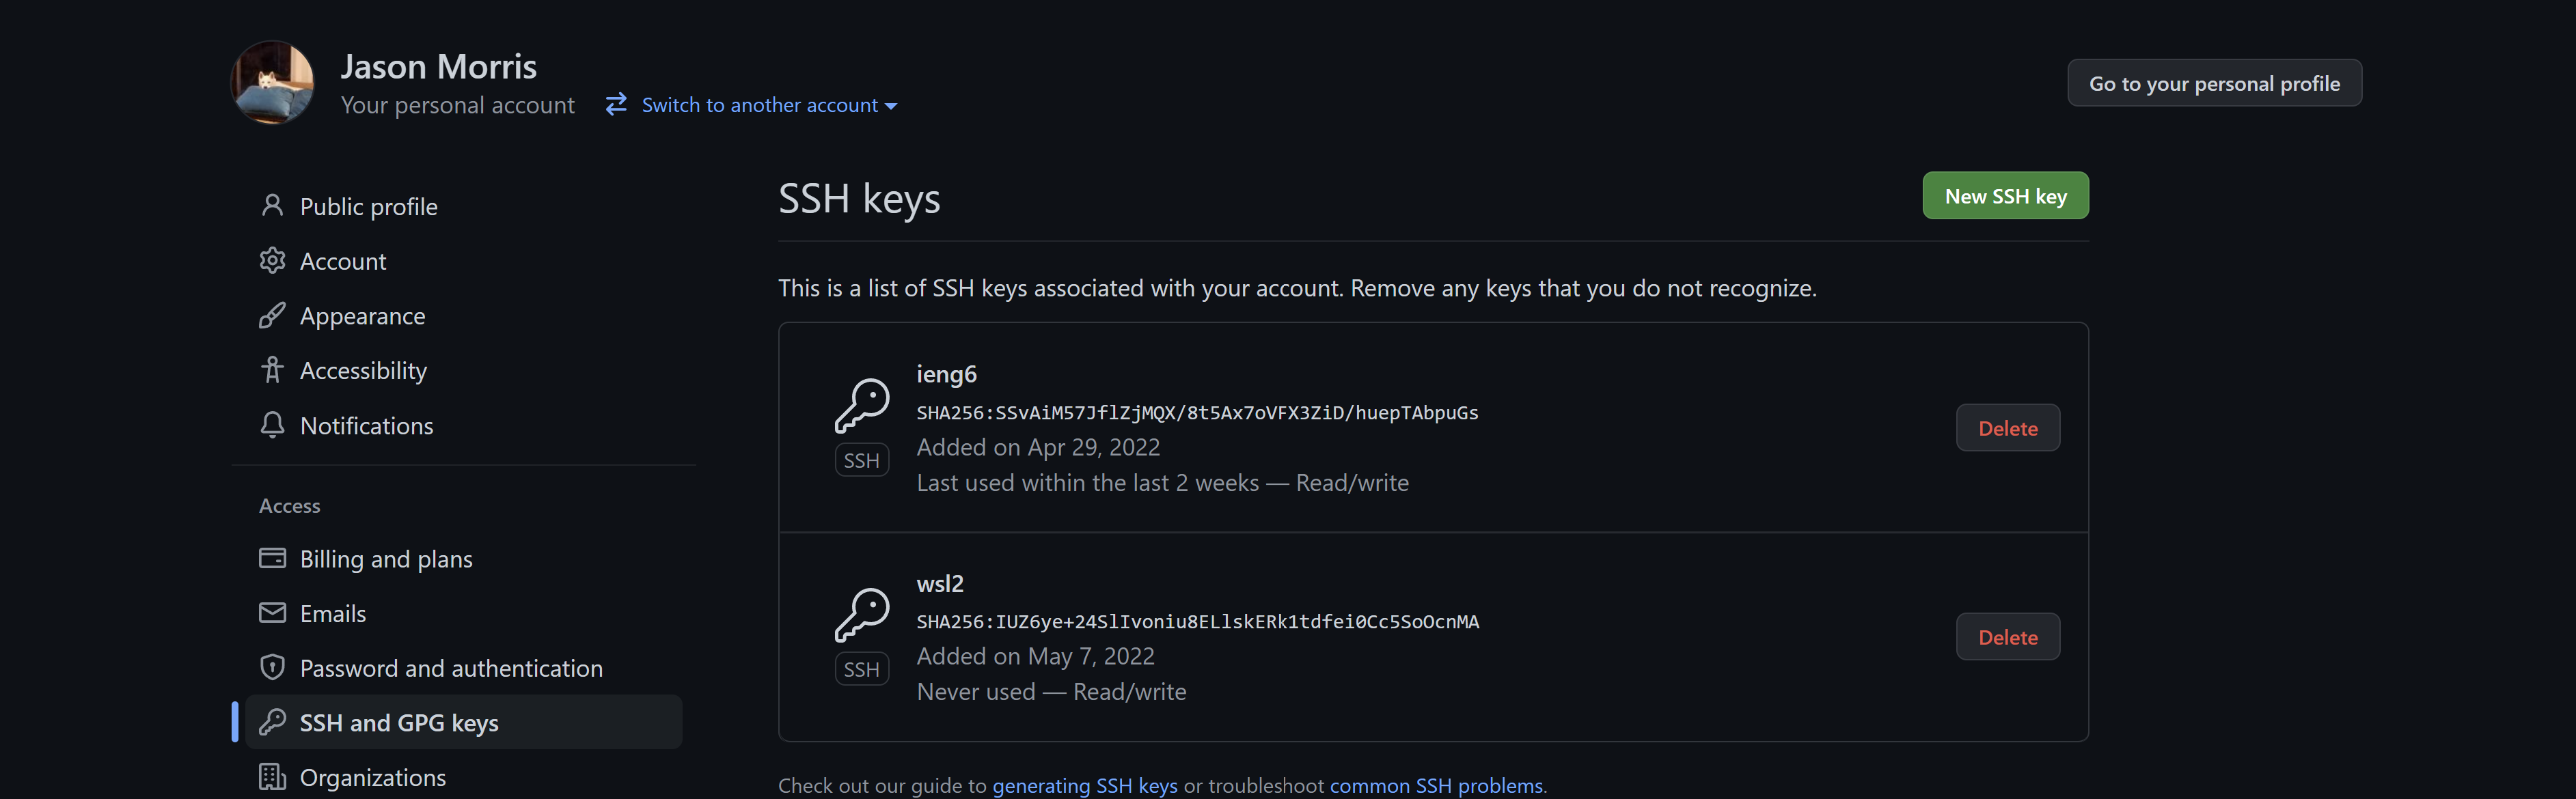 Jason Morris
Your personal account
Switch to another account
Go to your personal profile
Public profile
Account
Appearance
Accessibility
Notifications
Access
Billing and plans
Emails
Password and authentication
SSH and GPG keys
Organizations
SSH keys
New SSH key
This is a list of SSH keys associated with your account. Remove any keys that you do not recognize.
ieng6
SHA256:SSvAiM57JflZjMQX/8t5Ax7oVFX3ZiD/huepTAbpuGs
Added on Apr 29, 2022
Last used within the last 2 weeks — Read/write
SSH
Delete
wsl2
SHA256:IUZ6ye+24SlIvoniu8ELlskERk1tdfei0Cc5SoOcnMA
Added on May 7, 2022
Never used — Read/write
SSH
Delete
Check out our guide to generating SSH keys or troubleshoot common SSH problems.